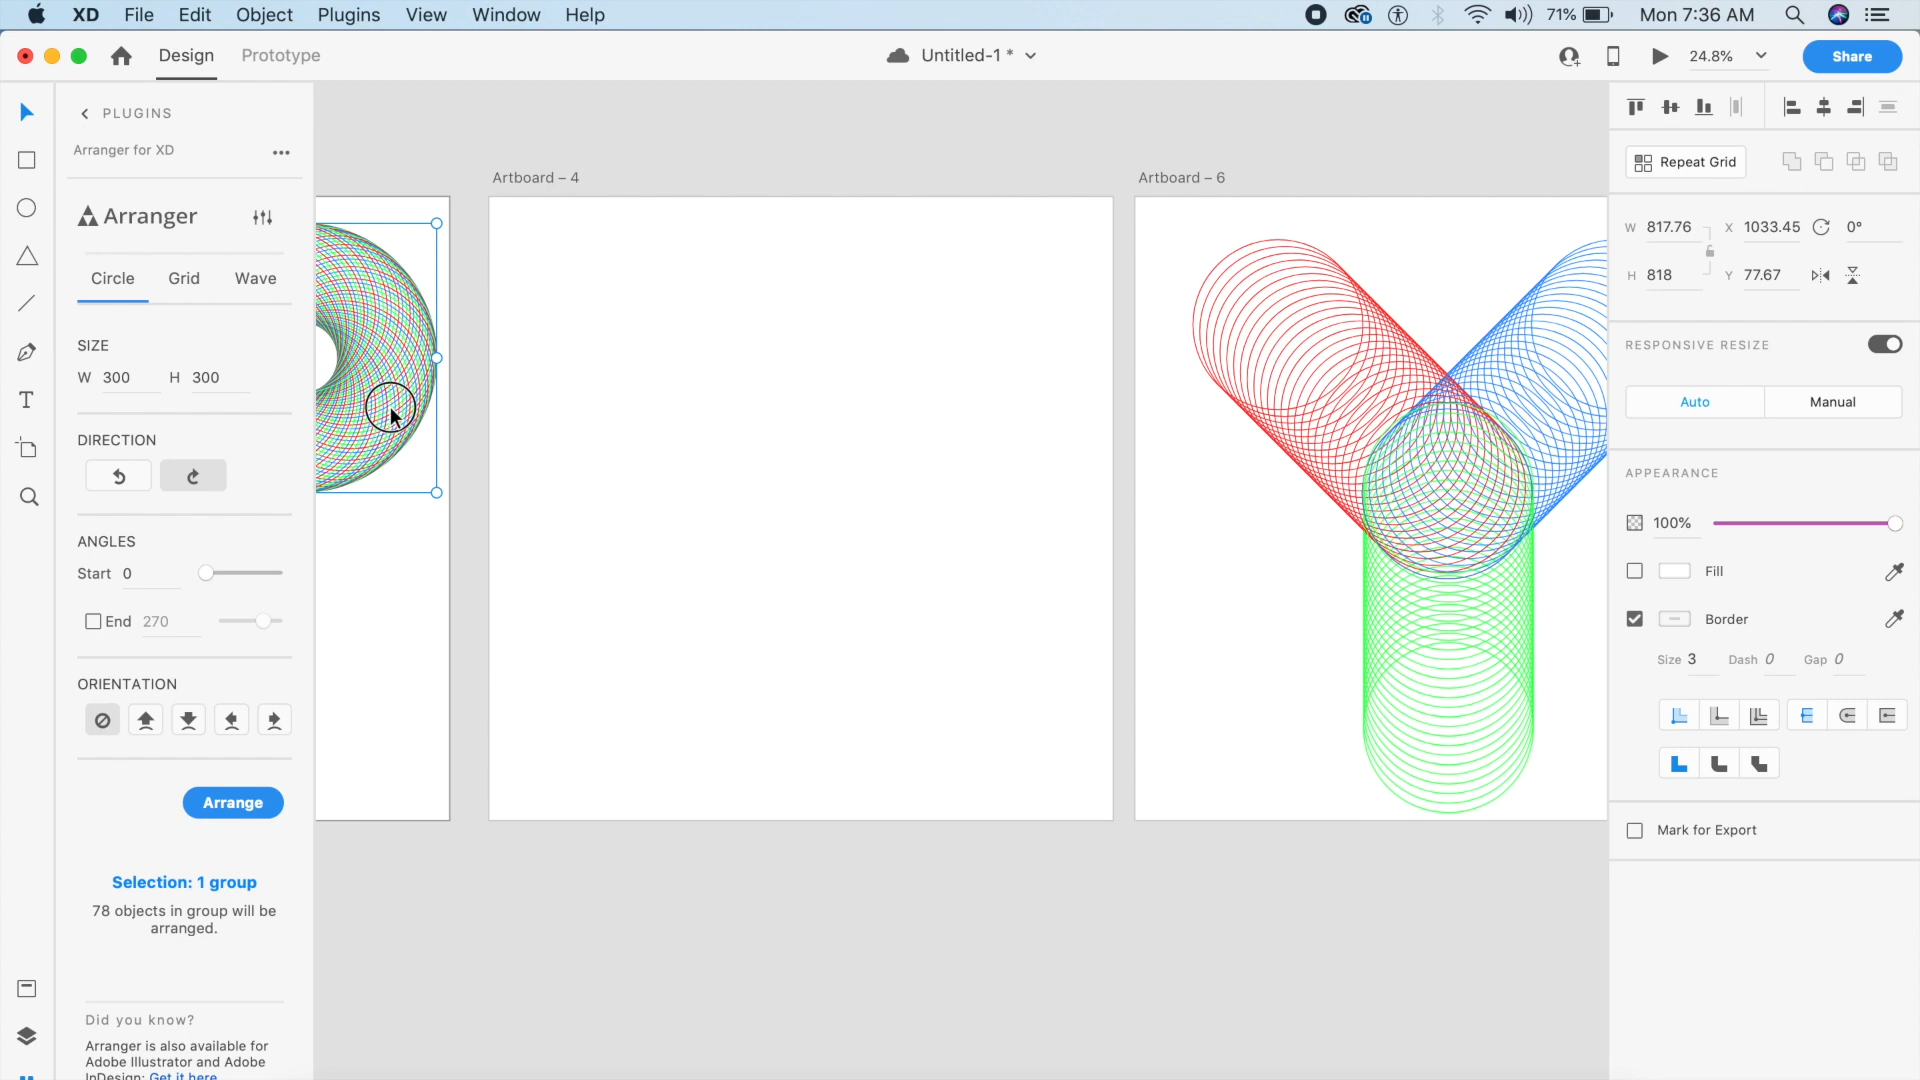 XD File Edit Object Plugins View Window Help
71% Mon 7:36 AM
Design Prototype
Untitled-1 *
24.8%
Share
PLUGINS
Arranger for XD
Arranger
Circle Grid Wave
SIZE
W 300 H 300
DIRECTION
ANGLES
Start 0
End 270
ORIENTATION
Arrange
Selection: 1 group
78 objects in group will be
arranged.
Did you know?
Arranger is also available for
Adobe Illustrator and Adobe
InDesign: Get it here
Artboard – 4
Artboard – 6
Repeat Grid
W 817.76 X 1033.45 0°
H 818 Y 77.67
RESPONSIVE RESIZE
Auto Manual
APPEARANCE
100%
Fill
Border
Size 3 Dash 0 Gap 0
Mark for Export